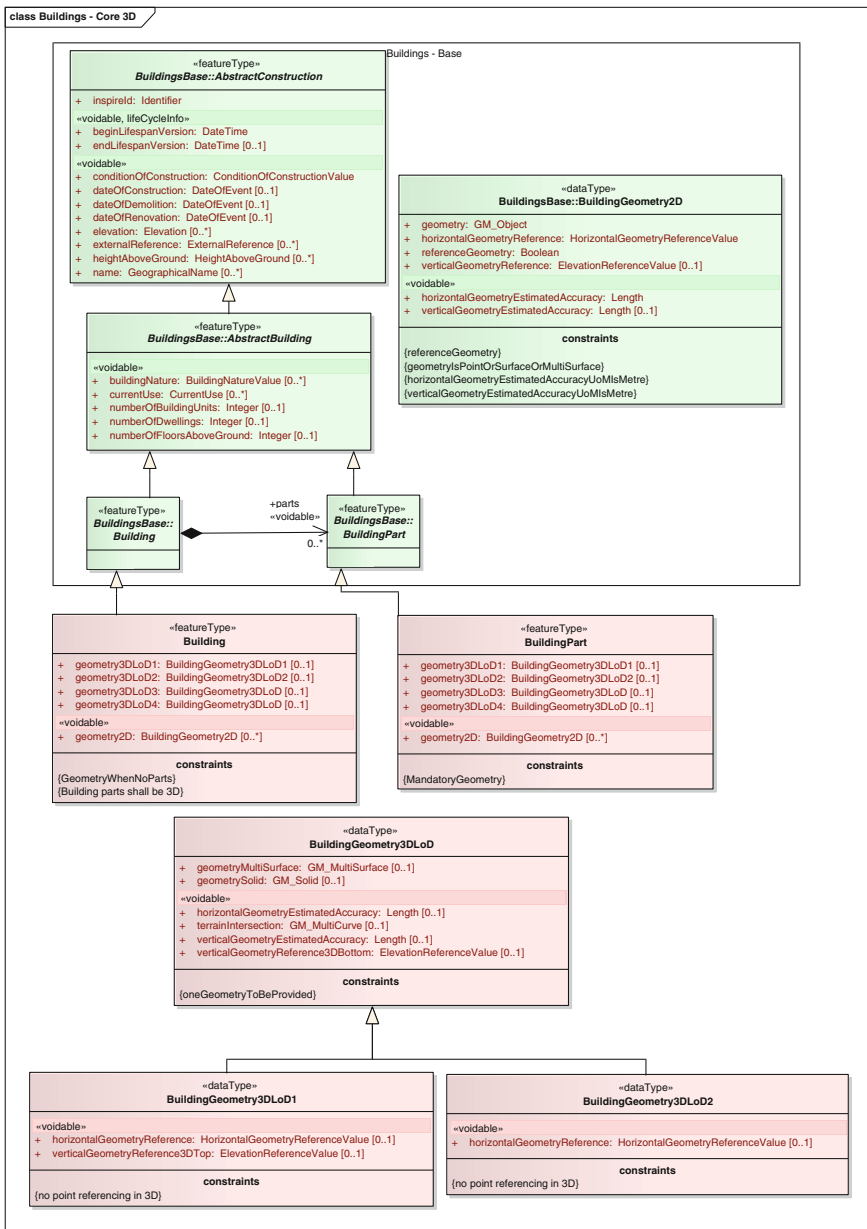 class Buildings - Core 3D
Buildings - Base
«featureType»
BuildingsBase::AbstractConstruction
+ inspireId: Identifier
«voidable, lifeCycleInfo»
+ beginLifespanVersion: DateTime
+ endLifespanVersion: DateTime [0..1]
«voidable»
+ conditionOfConstruction: ConditionOfConstructionValue
+ dateOfConstruction: DateOfEvent [0..1]
+ dateOfDemolition: DateOfEvent [0..1]
+ dateOfRenovation: DateOfEvent [0..1]
+ elevation: Elevation [0..*]
+ externalReference: ExternalReference [0..*]
+ heightAboveGround: HeightAboveGround [0..*]
+ name: GeographicalName [0..*]
«dataType»
BuildingsBase::BuildingGeometry2D
+ geometry: GM_Object
+ horizontalGeometryReference: HorizontalGeometryReferenceValue
+ referenceGeometry: Boolean
+ verticalGeometryReference: ElevationReferenceValue [0..1]
«voidable»
+ horizontalGeometryEstimatedAccuracy: Length
+ verticalGeometryEstimatedAccuracy: Length [0..1]
constraints
{referenceGeometry}
{geometryIsPointOrSurfaceOrMultiSurface}
{horizontalGeometryEstimatedAccuracyUoMIsMetre}
{verticalGeometryEstimatedAccuracyUoMIsMetre}
«featureType»
BuildingsBase::AbstractBuilding
«voidable»
+ buildingNature: BuildingNatureValue [0..*]
+ currentUse: CurrentUse [0..*]
+ numberOfBuildingUnits: Integer [0..1]
+ numberOfDwellings: Integer [0..1]
+ numberOfFloorsAboveGround: Integer [0..1]
«featureType»
BuildingsBase::
Building
+parts
«voidable»
0..*
«featureType»
BuildingsBase::
BuildingPart
«featureType»
Building
+ geometry3DLoD1: BuildingGeometry3DLoD1 [0..1]
+ geometry3DLoD2: BuildingGeometry3DLoD2 [0..1]
+ geometry3DLoD3: BuildingGeometry3DLoD [0..1]
+ geometry3DLoD4: BuildingGeometry3DLoD [0..1]
«voidable»
+ geometry2D: BuildingGeometry2D [0..*]
constraints
{GeometryWhenNoParts}
{Building parts shall be 3D}
«featureType»
BuildingPart
+ geometry3DLoD1: BuildingGeometry3DLoD1 [0..1]
+ geometry3DLoD2: BuildingGeometry3DLoD2 [0..1]
+ geometry3DLoD3: BuildingGeometry3DLoD [0..1]
+ geometry3DLoD4: BuildingGeometry3DLoD [0..1]
«voidable»
+ geometry2D: BuildingGeometry2D [0..*]
constraints
{MandatoryGeometry}
«dataType»
BuildingGeometry3DLoD
+ geometryMultiSurface: GM_MultiSurface [0..1]
+ geometrySolid: GM_Solid [0..1]
«voidable»
+ horizontalGeometryEstimatedAccuracy: Length [0..1]
+ terrainIntersection: GM_MultiCurve [0..1]
+ verticalGeometryEstimatedAccuracy: Length [0..1]
+ verticalGeometryReference3DBottom: ElevationReferenceValue [0..1]
constraints
{oneGeometryToBeProvided}
«dataType»
BuildingGeometry3DLoD1
«voidable»
+ horizontalGeometryReference: HorizontalGeometryReferenceValue [0..1]
+ verticalGeometryReference3DTop: ElevationReferenceValue [0..1]
constraints
{no point referencing in 3D}
«dataType»
BuildingGeometry3DLoD2
«voidable»
+ horizontalGeometryReference: HorizontalGeometryReferenceValue [0..1]
constraints
{no point referencing in 3D}